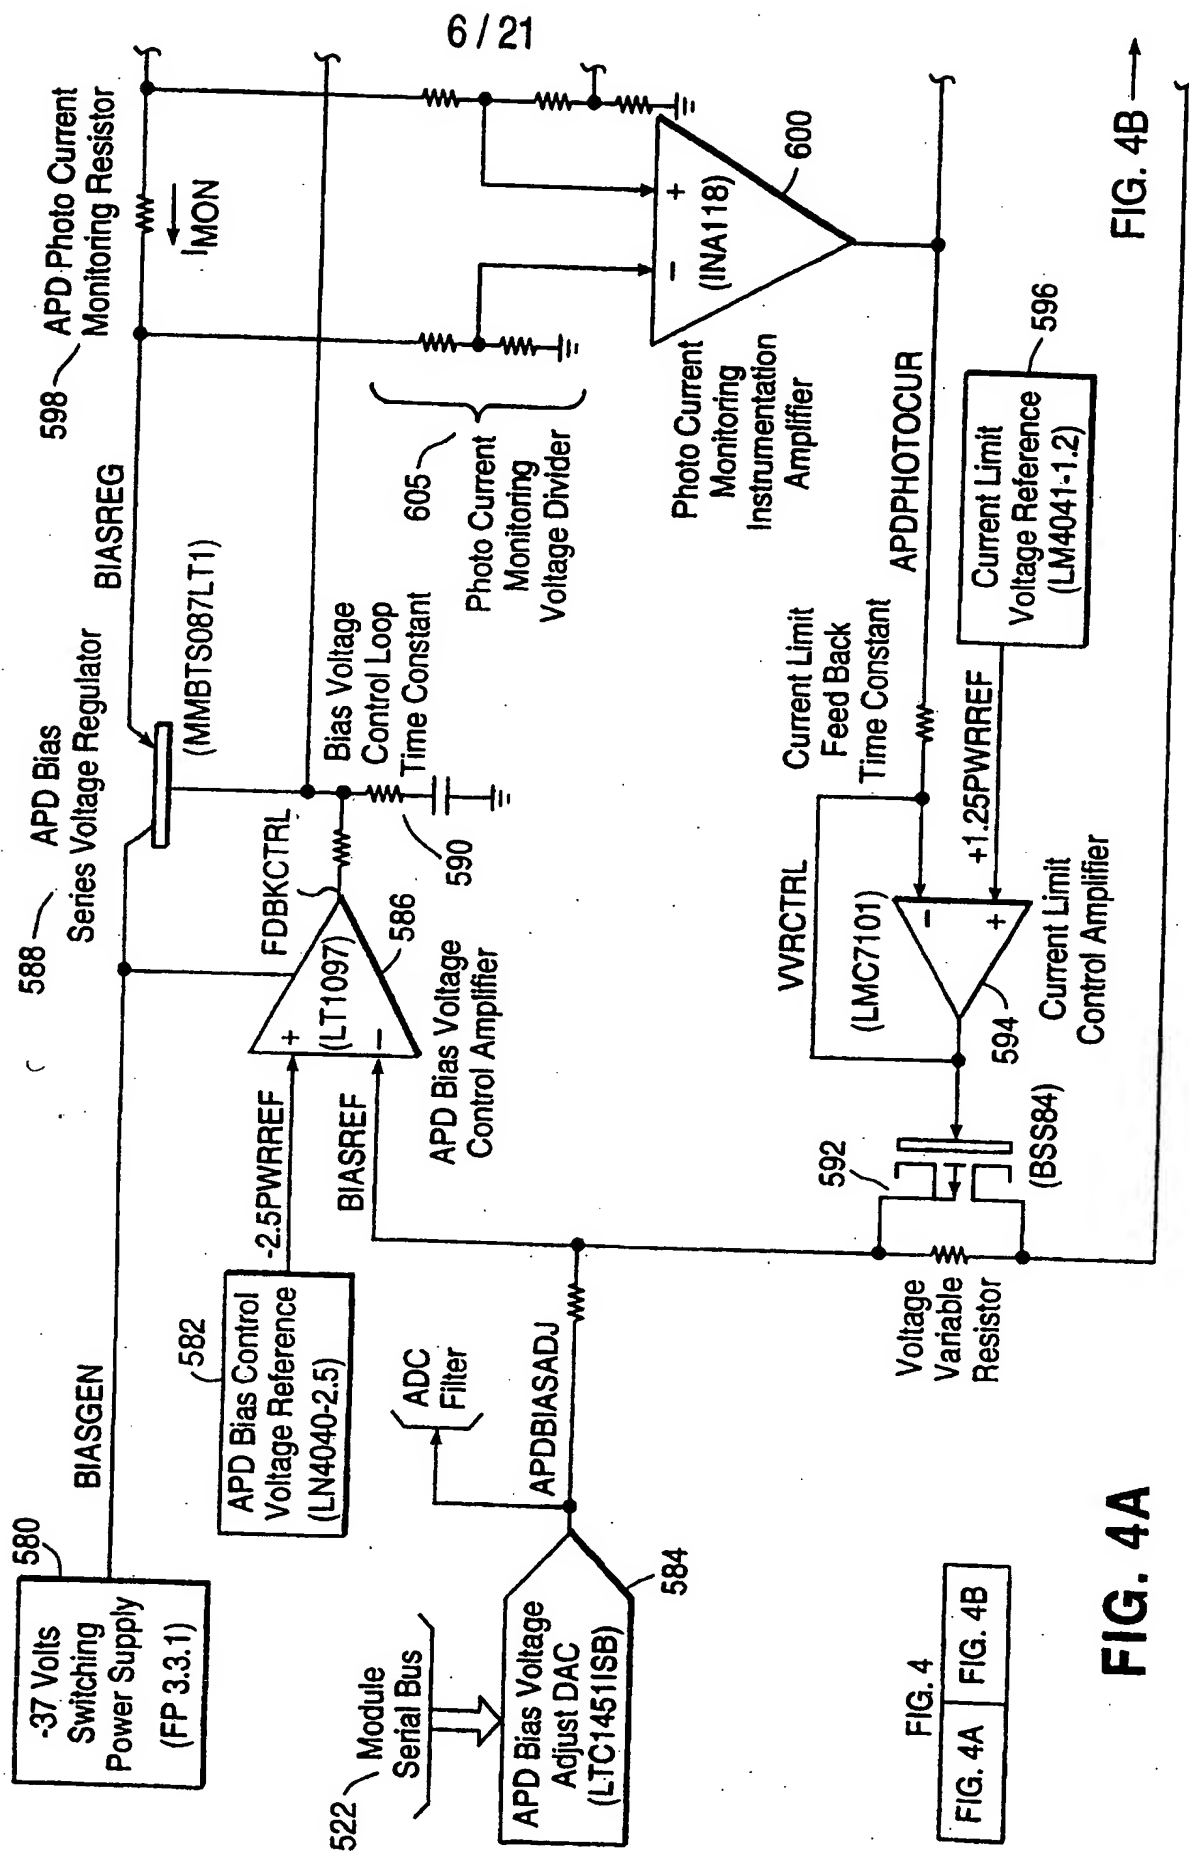 6 / 21
-37 Volts
Switching
Power Supply
(FP 3.3.1)
580
BIASGEN
588
APD Bias
Series Voltage Regulator
(MMBTS087LT1)
BIASREG
598
APD Photo Current
Monitoring Resistor
IMON
582
APD Bias Control
Voltage Reference
(LN4040-2.5)
-2.5PWRREF
BIASREF
+
−
(LT1097)
FDBKCTRL
586
APD Bias Voltage
Control Amplifier
590
Bias Voltage
Control Loop
Time Constant
605
Photo Current
Monitoring
Voltage Divider
−
+
(INA118)
600
Photo Current
Monitoring
Instrumentation
Amplifier
522
Module
Serial Bus
APD Bias Voltage
Adjust DAC
(LTC1451ISB)
584
ADC
Filter
APDBIASADJ
Voltage
Variable
Resistor
592
(BSS84)
VVRCTRL
−
+
(LMC7101)
594
Current Limit
Control Amplifier
Current Limit
Feed Back
Time Constant
APDPHOTOCUR
+1.25PWRREF
Current Limit
Voltage Reference
(LM4041-1.2)
596
FIG. 4
FIG. 4A
FIG. 4B
FIG. 4A
FIG. 4B